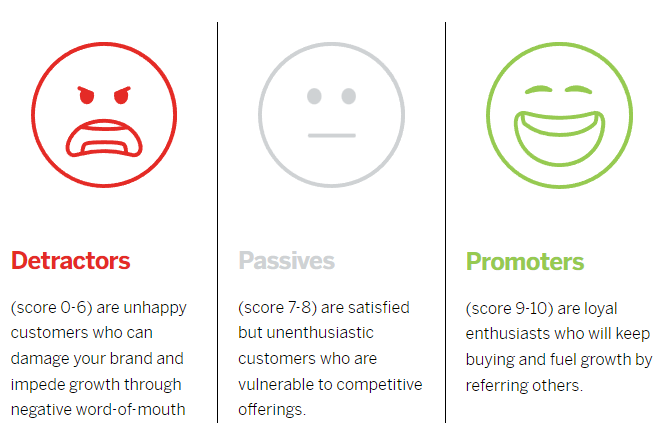 Detractors
(score 0-6) are unhappy
customers who can
damage your brand and
impede growth through
negative word-of-mouth
Passives
(score 7-8) are satisfied
but unenthusiastic
customers who are
vulnerable to competitive
offerings.
Promoters
(score 9-10) are loyal
enthusiasts who will keep
buying and fuel growth by
referring others.